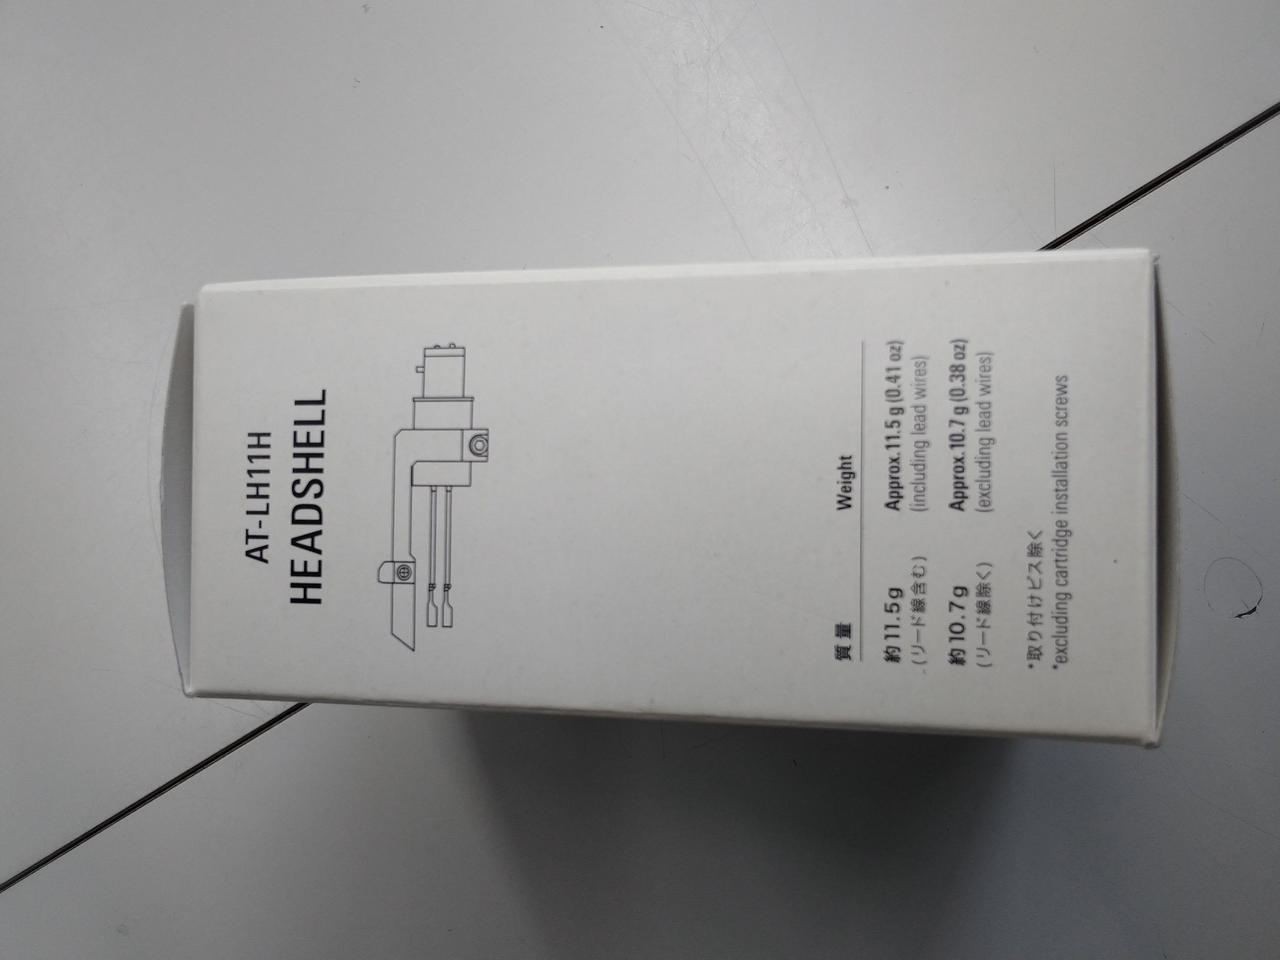 AT-LH11H
HEADSHELL
質量 Weight
約11.5g Approx.11.5 g (0.41 oz)
(リード線含む) (including lead wires)
約10.7g Approx.10.7 g (0.38 oz)
(リード線除く) (excluding lead wires)
*取り付けビス除く
*excluding cartridge installation screws